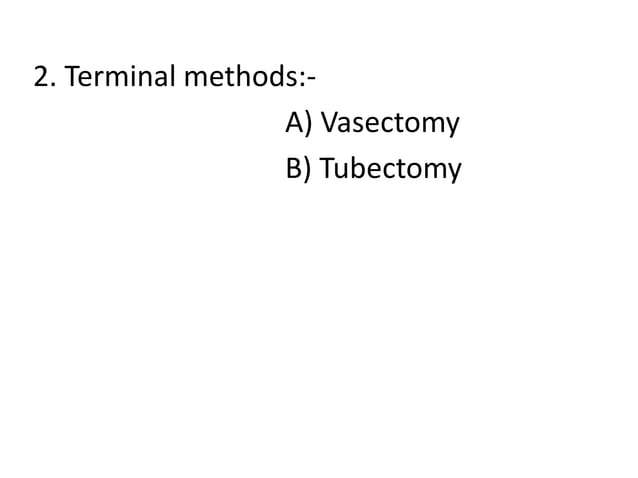 2. Terminal methods:-
A) Vasectomy
B) Tubectomy